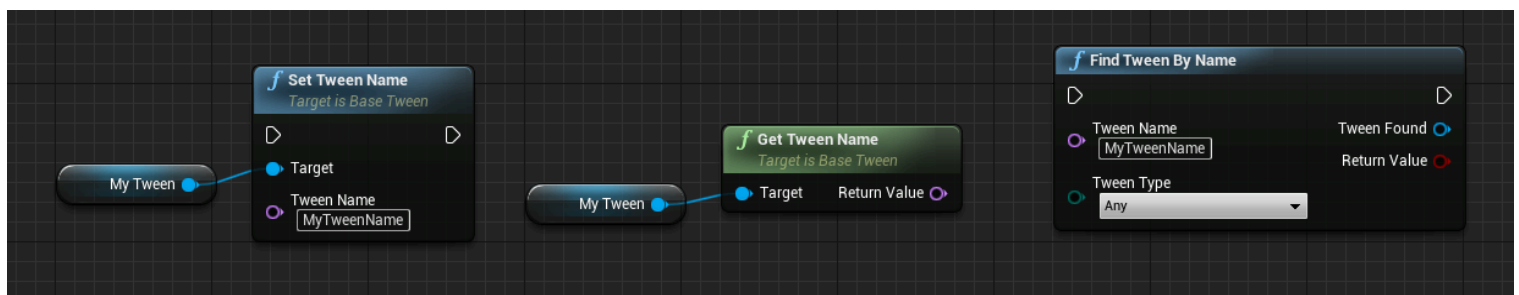 My Tween
f Set Tween Name
Target is Base Tween
Target
Tween Name
MyTweenName
My Tween
f Get Tween Name
Target is Base Tween
Target Return Value
f Find Tween By Name
Tween Name Tween Found
MyTweenName
Return Value
Tween Type
Any